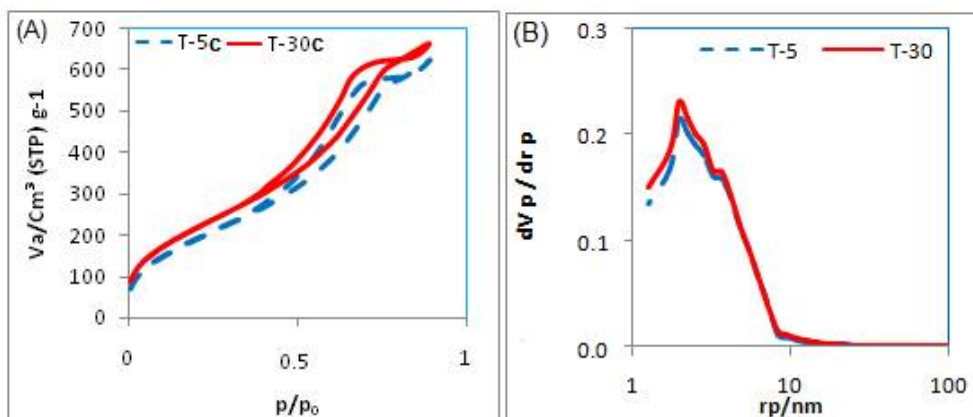 (A)
T-5c T-30c
700
600
500
400
300
200
100
0
Va/Cm³ (STP) g-1
0 0.5 1
p/p₀
(B)
T-5 T-30
0.3
0.2
0.1
0.0
dV p / dr p
1 10 100
rp/nm